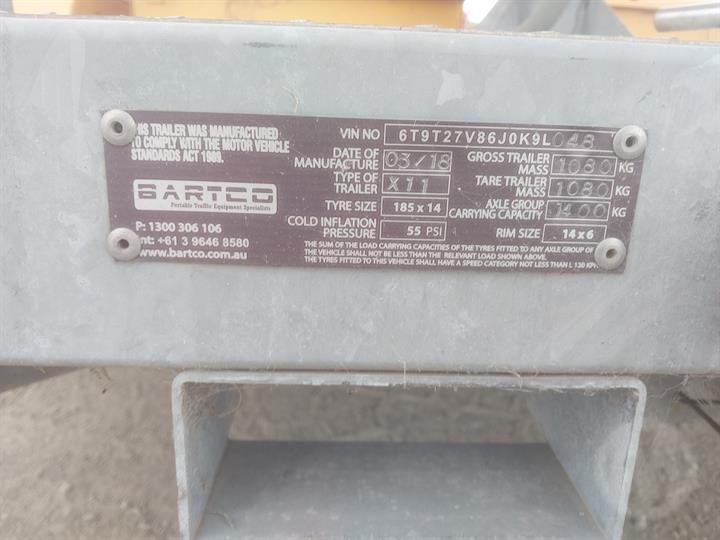 THIS TRAILER WAS MANUFACTURED
TO COMPLY WITH THE MOTOR VEHICLE
STANDARDS ACT 1989.
BARTCO
Portable Traffic Equipment Specialists
P: 1300 306 106
Int: +61 3 9646 8580
www.bartco.com.au
VIN NO 6T9T27V86J0K9L048
DATE OF MANUFACTURE 03/18
GROSS TRAILER MASS 1080 KG
TYPE OF TRAILER X11
TARE TRAILER MASS 1080 KG
TYRE SIZE 185 x 14
AXLE GROUP CARRYING CAPACITY 1400 KG
COLD INFLATION PRESSURE 55 PSI
RIM SIZE 14 x 6
THE SUM OF THE LOAD CARRYING CAPACITIES OF THE TYRES FITTED TO ANY AXLE GROUP OF
THE VEHICLE SHALL NOT BE LESS THAN THE RELEVANT LOAD SHOWN ABOVE.
THE TYRES FITTED TO THIS VEHICLE SHALL HAVE A SPEED CATEGORY NOT LESS THAN L 130 KPH